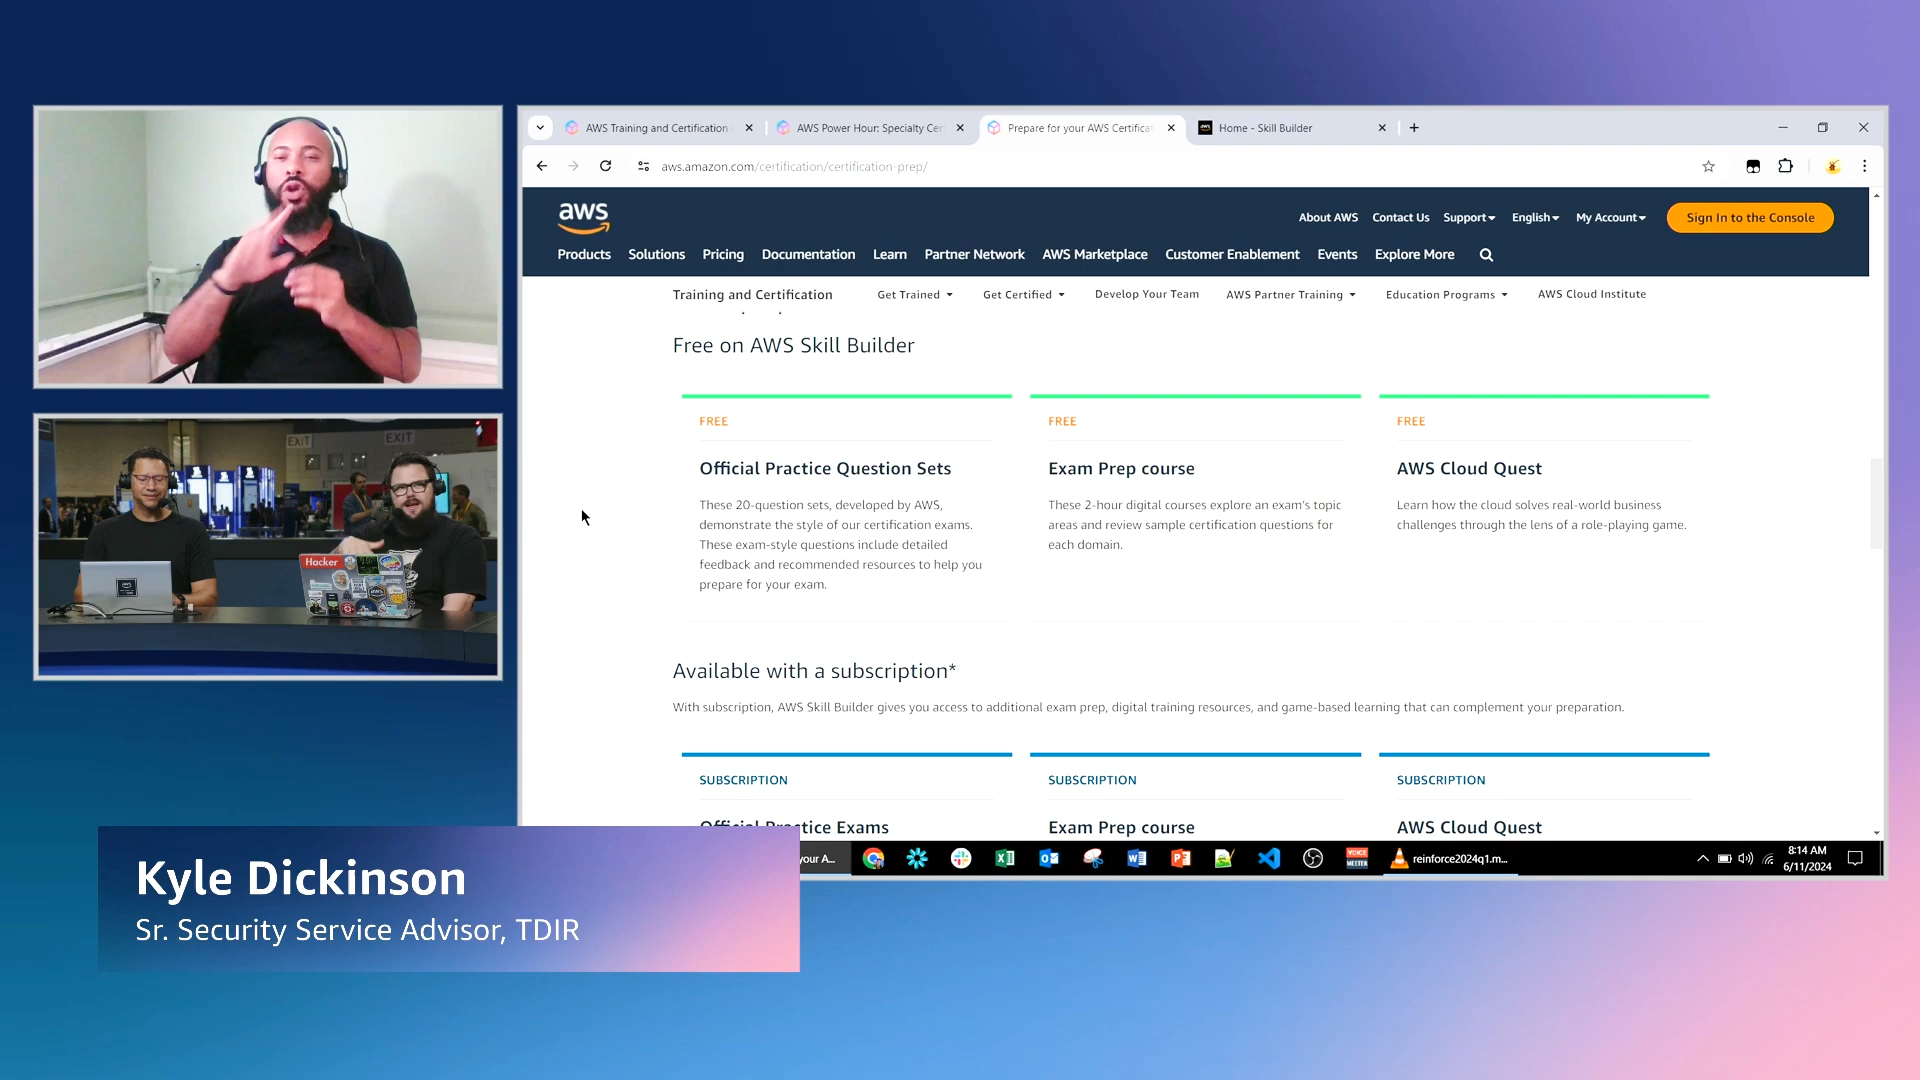 EXIT
EXIT
Hacker
aws
AWS Training and Certification
AWS Power Hour: Specialty Cer
Prepare for your AWS Certificat
Home - Skill Builder
aws.amazon.com/certification/certification-prep/
aws
About AWS
Contact Us
Support
English
My Account
Sign In to the Console
Products
Solutions
Pricing
Documentation
Learn
Partner Network
AWS Marketplace
Customer Enablement
Events
Explore More
Training and Certification
Get Trained
Get Certified
Develop Your Team
AWS Partner Training
Education Programs
AWS Cloud Institute
Free on AWS Skill Builder
FREE
Official Practice Question Sets
These 20-question sets, developed by AWS,
demonstrate the style of our certification exams.
These exam-style questions include detailed
feedback and recommended resources to help you
prepare for your exam.
FREE
Exam Prep course
These 2-hour digital courses explore an exam's topic
areas and review sample certification questions for
each domain.
FREE
AWS Cloud Quest
Learn how the cloud solves real-world business
challenges through the lens of a role-playing game.
Available with a subscription*
With subscription, AWS Skill Builder gives you access to additional exam prep, digital training resources, and game-based learning that can complement your preparation.
SUBSCRIPTION
Official Practice Exams
SUBSCRIPTION
Exam Prep course
SUBSCRIPTION
AWS Cloud Quest
your A...
VOICE
MEETER
reinforce2024q1.m...
8:14 AM
6/11/2024
Kyle Dickinson
Sr. Security Service Advisor, TDIR